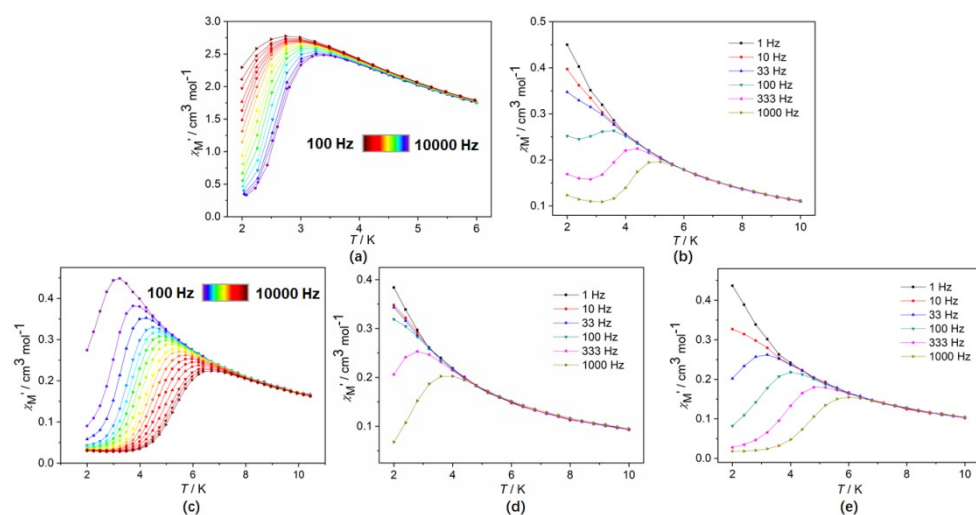 3.0
2.5
2.0
1.5
1.0
0.5
0.0
χM' / cm3 mol-1
100 Hz 10000 Hz
2 3 4 5 6
T / K
(a)
0.5
0.4
0.3
0.2
0.1
χM' / cm3 mol-1
1 Hz
10 Hz
33 Hz
100 Hz
333 Hz
1000 Hz
2 4 6 8 10
T / K
(b)
0.4
0.3
0.2
0.1
0.0
χM' / cm3 mol-1
100 Hz 10000 Hz
2 4 6 8 10
T / K
(c)
0.4
0.3
0.2
0.1
χM' / cm3 mol-1
1 Hz
10 Hz
33 Hz
100 Hz
333 Hz
1000 Hz
2 4 6 8 10
T / K
(d)
0.4
0.3
0.2
0.1
0.0
χM' / cm3 mol-1
1 Hz
10 Hz
33 Hz
100 Hz
333 Hz
1000 Hz
2 4 6 8 10
T / K
(e)